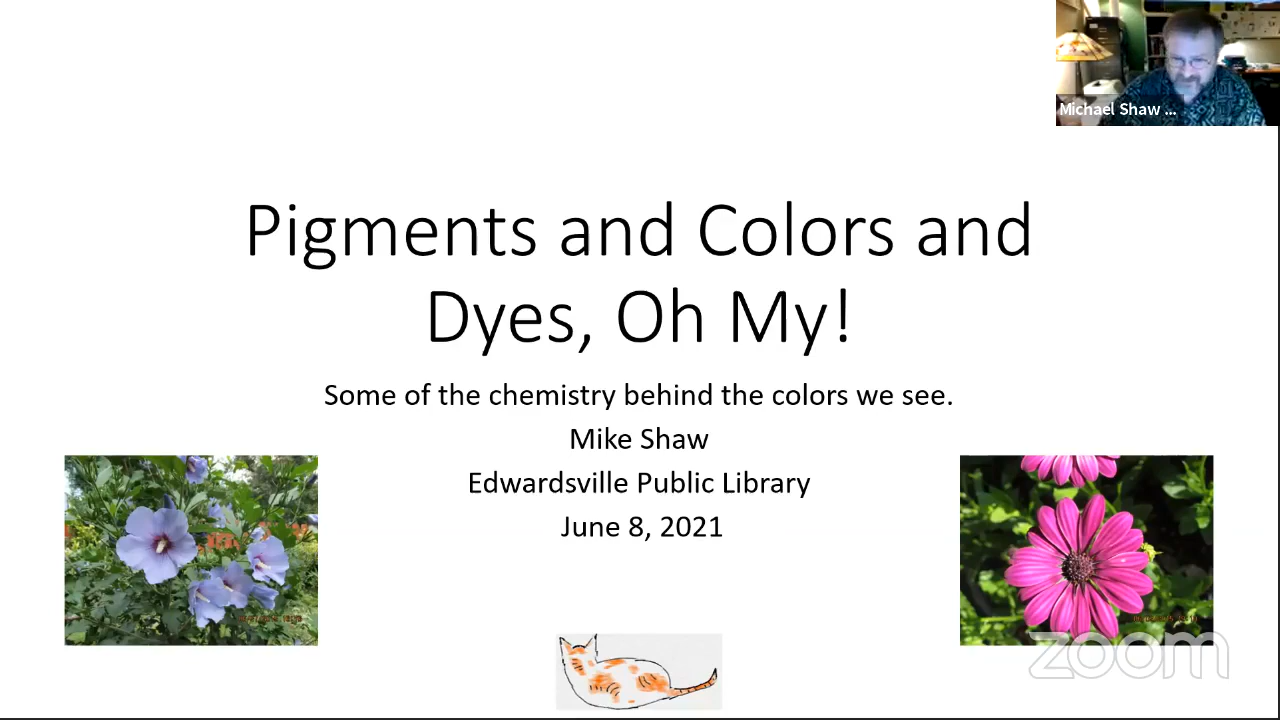 Michael Shaw ...
Pigments and Colors and
Dyes, Oh My!
Some of the chemistry behind the colors we see.
Mike Shaw
Edwardsville Public Library
June 8, 2021
zoom